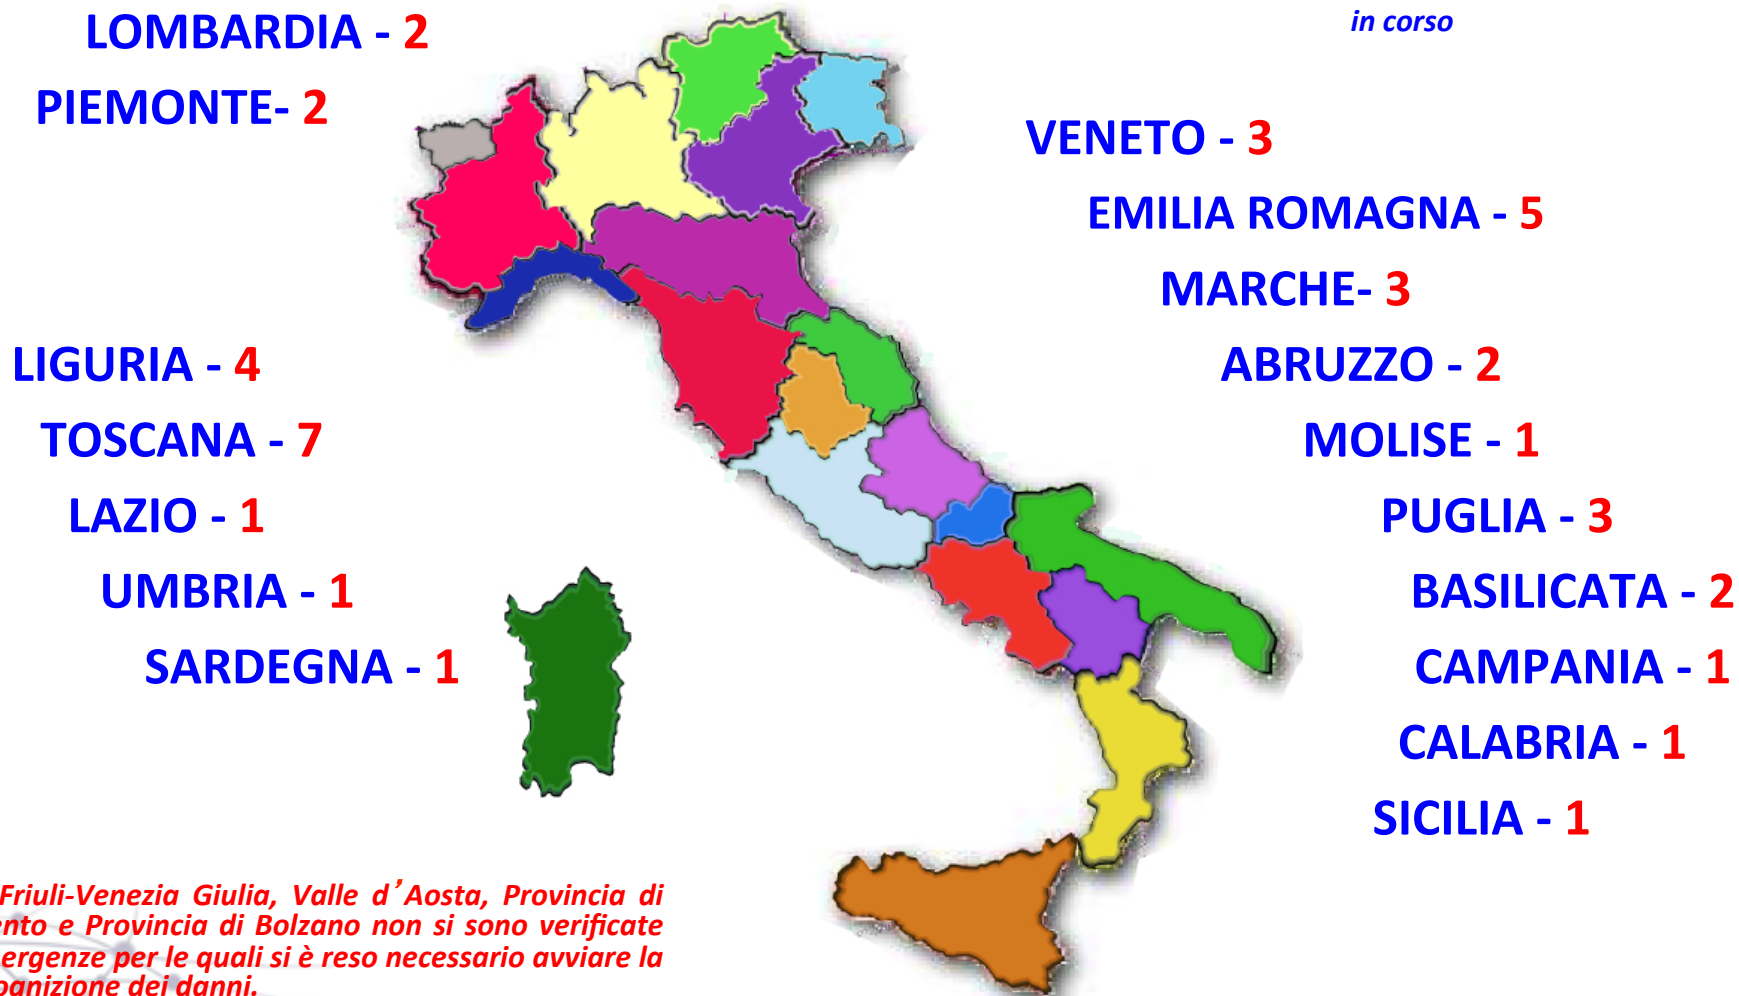 in corso
LOMBARDIA - 2
PIEMONTE- 2
LIGURIA - 4
TOSCANA - 7
LAZIO - 1
UMBRIA - 1
SARDEGNA - 1
VENETO - 3
EMILIA ROMAGNA - 5
MARCHE- 3
ABRUZZO - 2
MOLISE - 1
PUGLIA - 3
BASILICATA - 2
CAMPANIA - 1
CALABRIA - 1
SICILIA - 1
Friuli-Venezia Giulia, Valle d’Aosta, Provincia di
ento e Provincia di Bolzano non si sono verificate
ergenze per le quali si è reso necessario avviare la
ognizione dei danni.